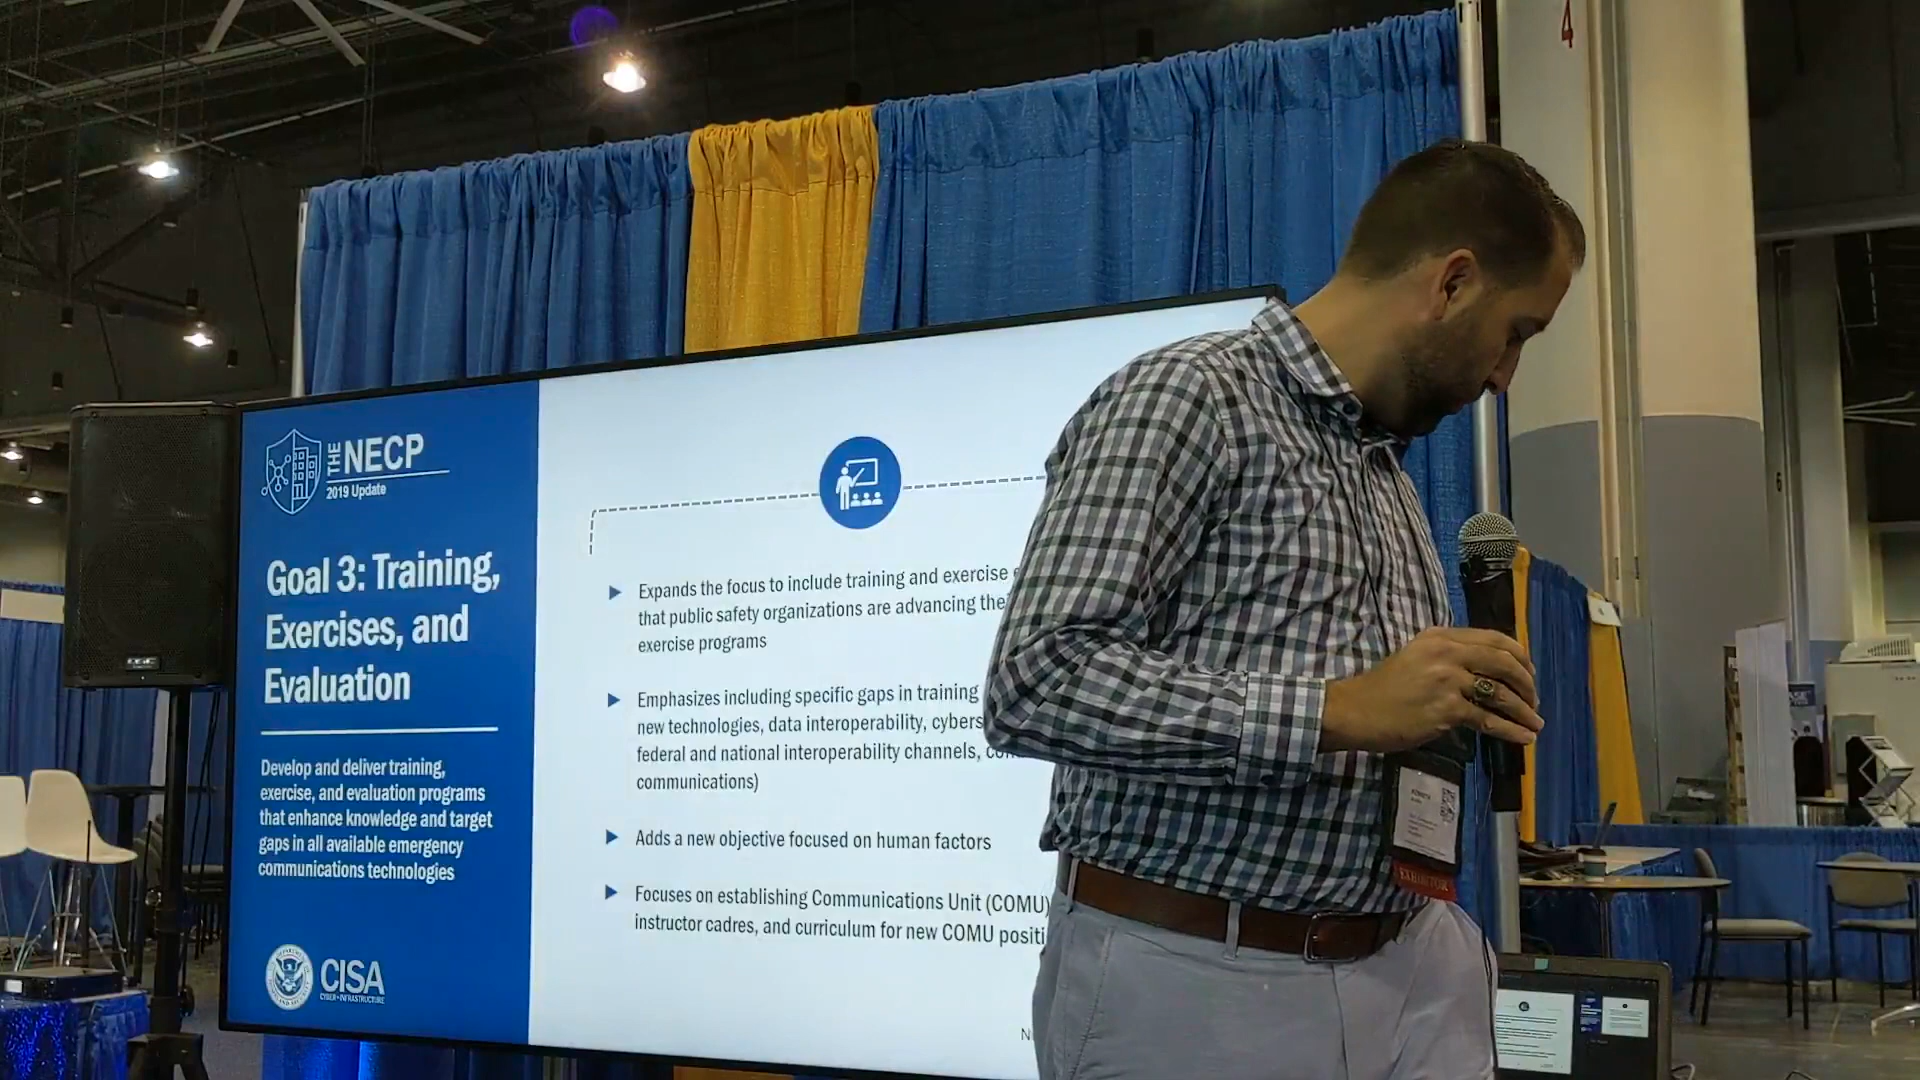 4
THE NECP
2019 Update
Goal 3: Training,
Exercises, and
Evaluation
Develop and deliver training,
exercise, and evaluation programs
that enhance knowledge and target
gaps in all available emergency
communications technologies
CISA
CYBER+INFRASTRUCTURE
Expands the focus to include training and exercise
that public safety organizations are advancing
exercise programs
Emphasizes including specific gaps in training
new technologies, data interoperability,
federal and national interoperability channels,
communications)
Adds a new objective focused on human factors
Focuses on establishing Communications Unit (COMU)
instructor cadres, and curriculum for new COMU
QSC
EXHIBITOR